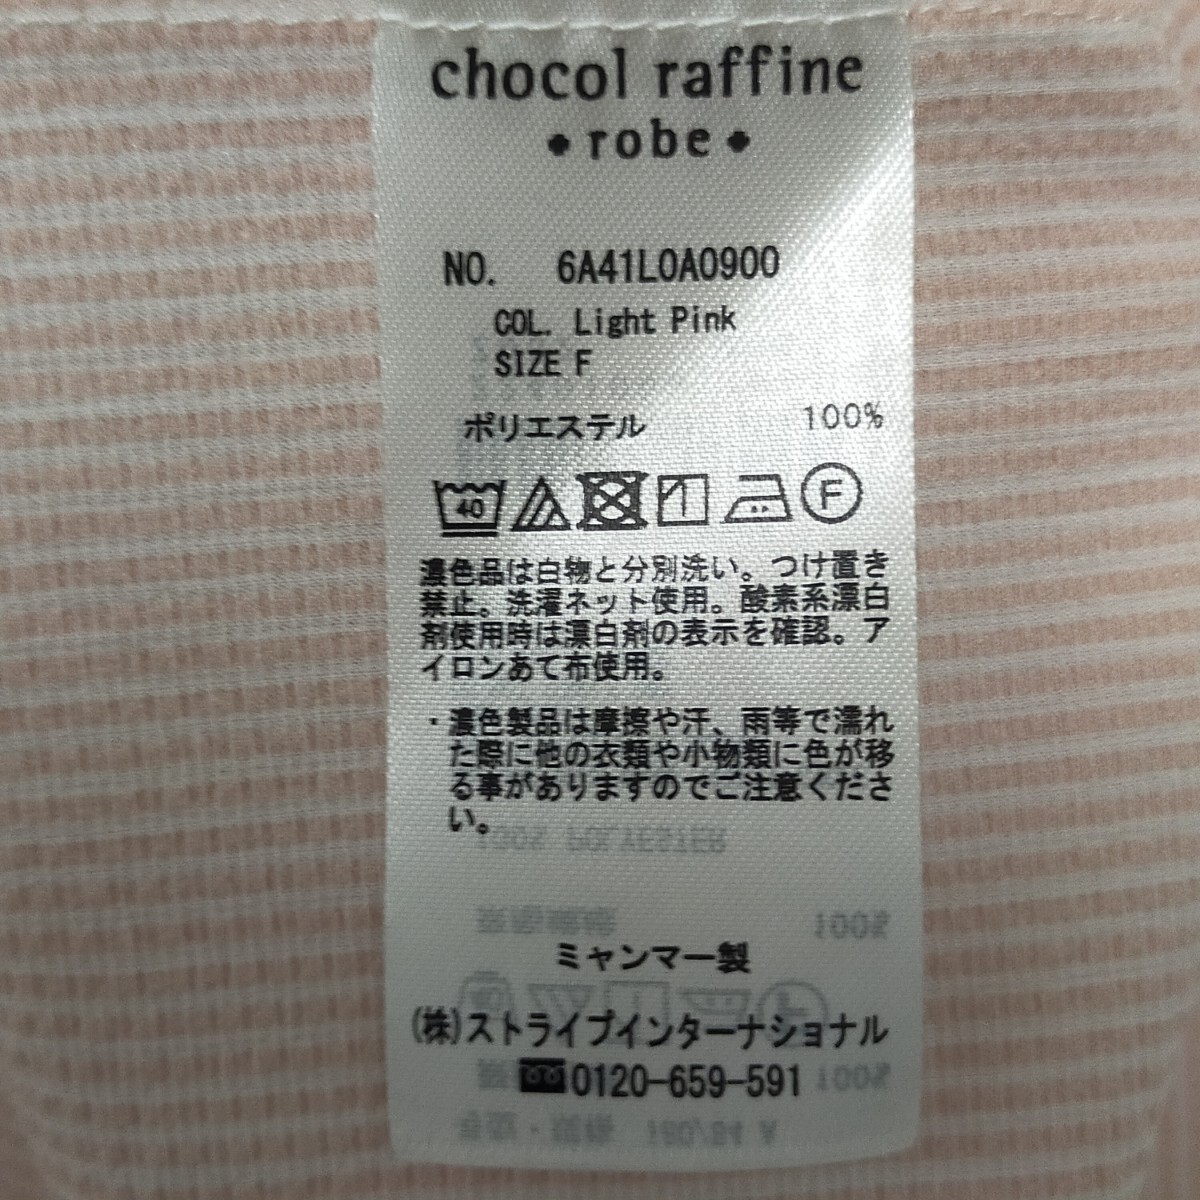 chocol raffine
•robe•
NO. 6A41L0A0900
COL. Light Pink
SIZE F
ポリエステル 100%
40 F
濃色品は白物と分別洗い。つけ置き
禁止。洗濯ネット使用。酸素系漂白
剤使用時は漂白剤の表示を確認。ア
イロンあて布使用。
・濃色製品は摩擦や汗、雨等で濡れ
た際に他の衣類や小物類に色が移
る事がありますのでご注意くださ
い。
100% POLYESTER
100%
ミャンマー製
(株)ストライプインターナショナル
0120-659-591 100%
180/84 A